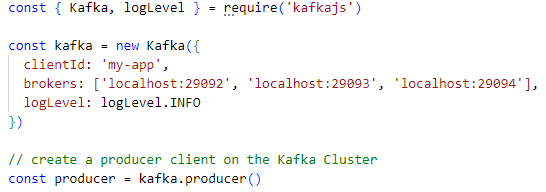 const { Kafka, logLevel } = require('kafkajs')
const kafka = new Kafka({
  clientId: 'my-app',
  brokers: ['localhost:29092', 'localhost:29093', 'localhost:29094'],
  logLevel: logLevel.INFO
})
// create a producer client on the Kafka Cluster
const producer = kafka.producer()